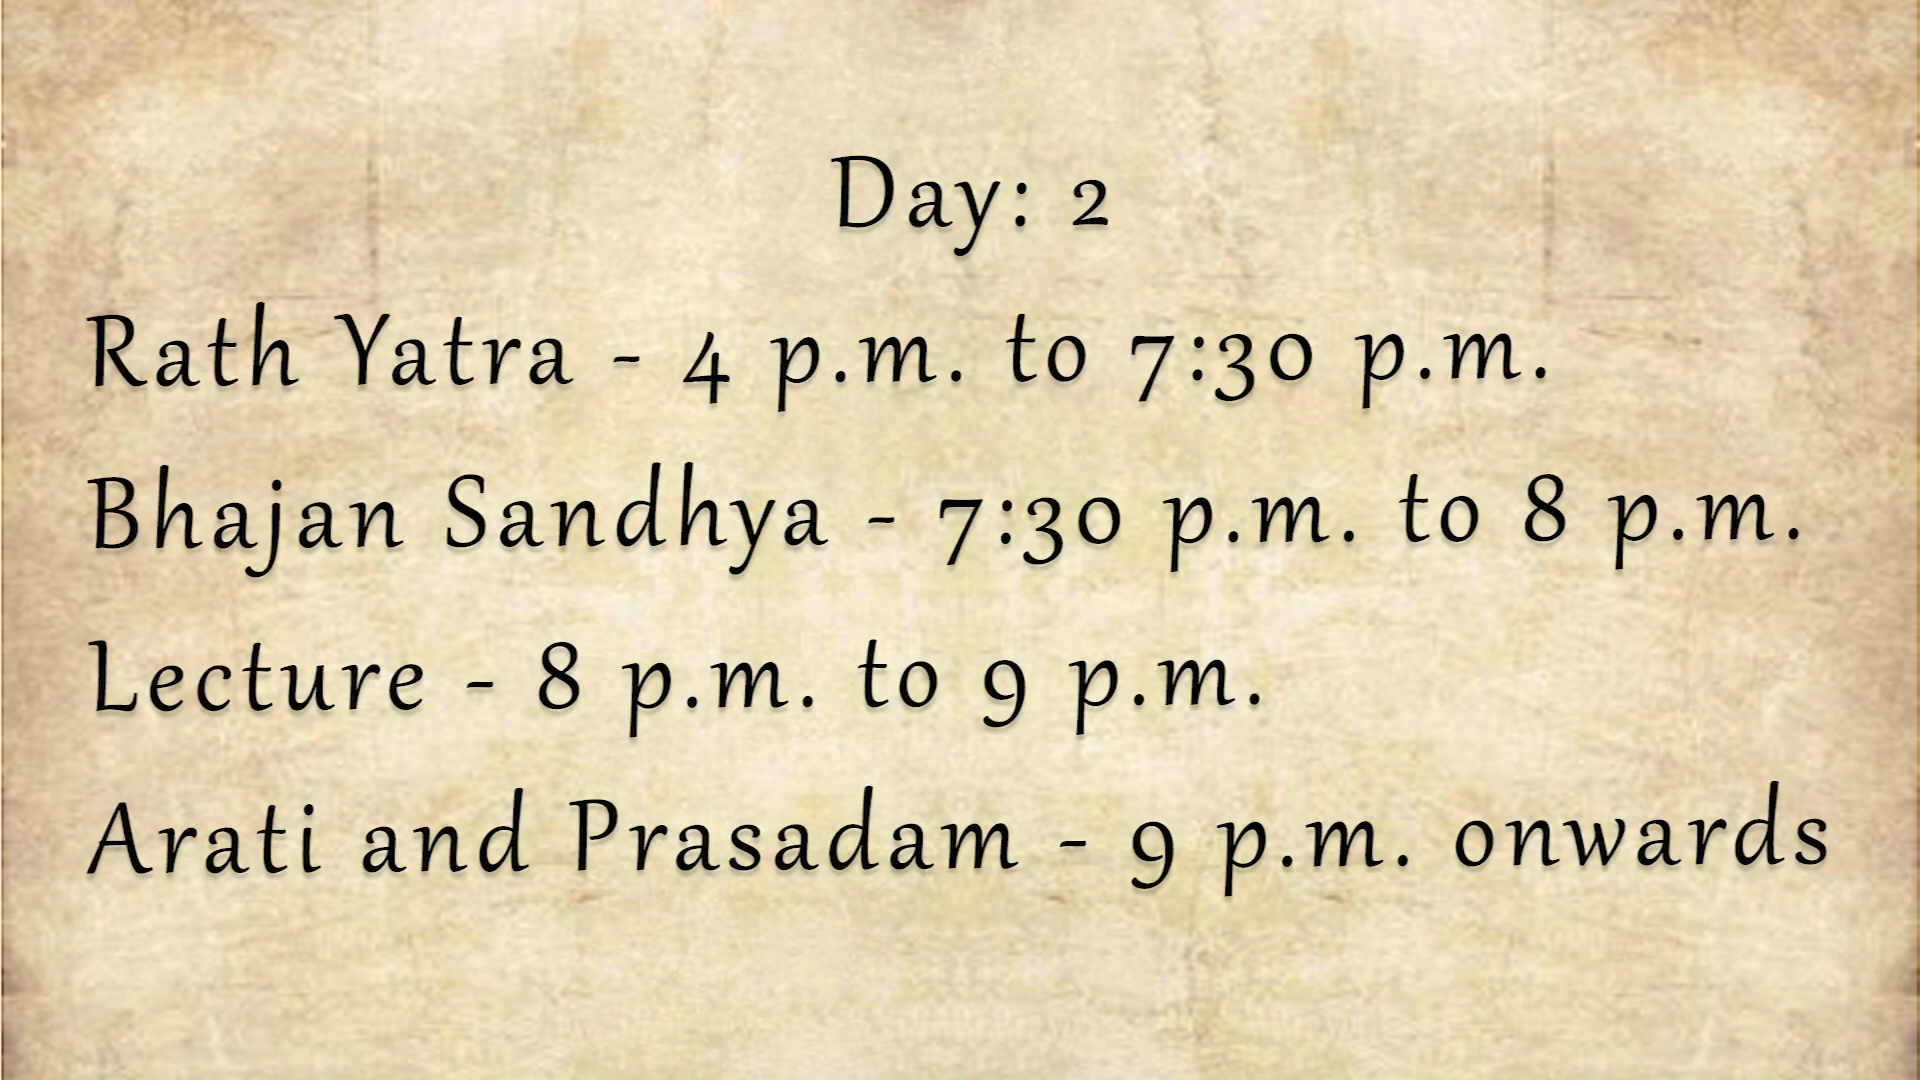 Day: 2
Rath Yatra - 4 p.m. to 7:30 p.m.
Bhajan Sandhya - 7:30 p.m. to 8 p.m.
Lecture - 8 p.m. to 9 p.m.
Arati and Prasadam - 9 p.m. onwards